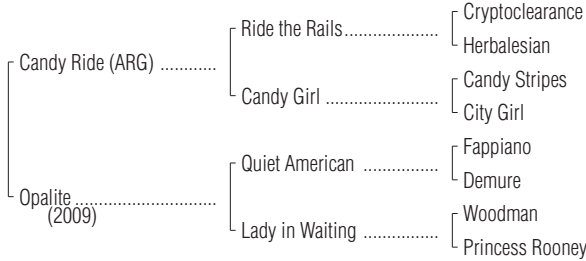 Cryptoclearance
Ride the Rails....................
Herbalesian
Candy Ride (ARG) ............
Candy Stripes
Candy Girl ........................
City Girl
Fappiano
Quiet American ................
Demure
Opalite..............................
(2009)
Woodman
Lady in Waiting ................
Princess Rooney